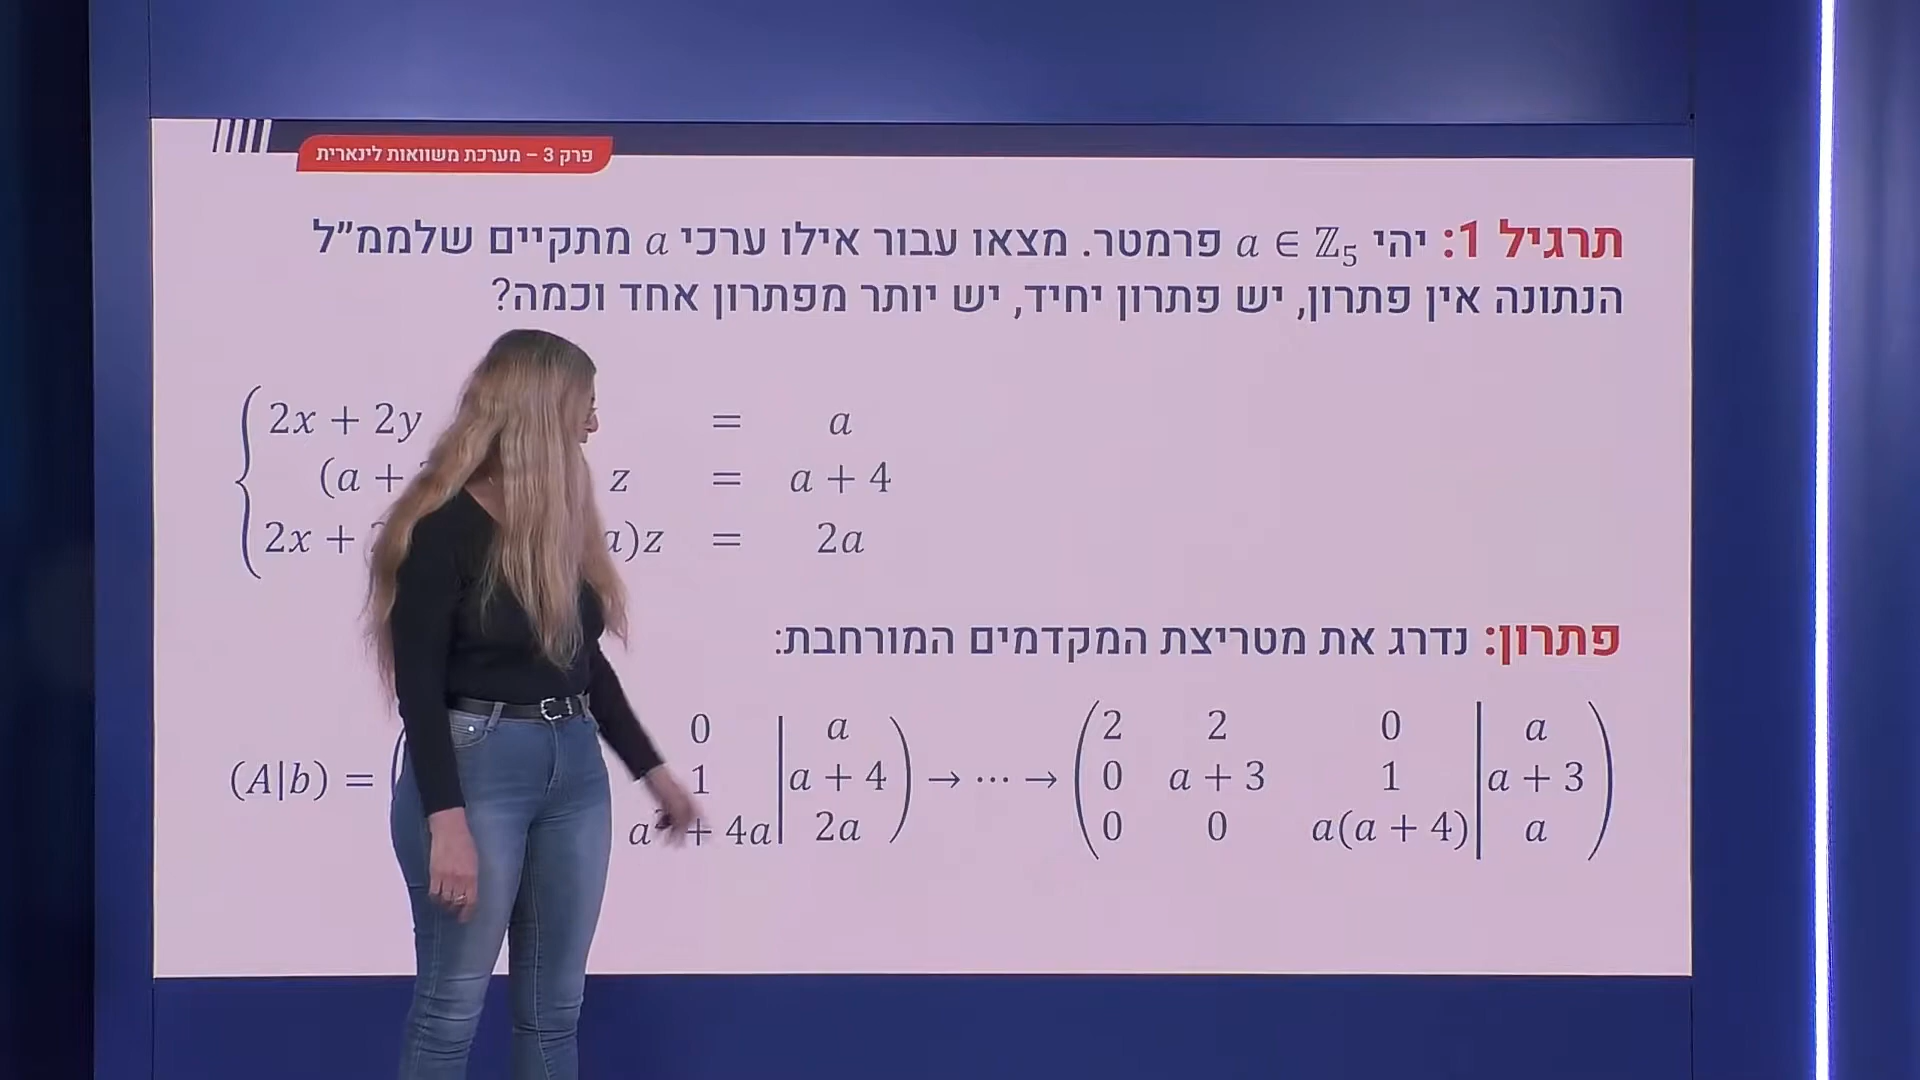 פרק 3 – מערכת משוואות לינארית
תרגיל 1: יהי a ∈ ℤ₅ פרמטר. מצאו עבור אילו ערכי a מתקיים שלממ״ל
הנתונה אין פתרון, יש פתרון יחיד, יש יותר מפתרון אחד וכמה?
2x + 2y = a
(a + z = a + 4
2x + a)z = 2a
פתרון: נדרג את מטריצת המקדמים המורחבת:
0 | a 2 2 0 | a
(A|b) = 1 | a + 4 → ⋯ → 0 a + 3 1 | a + 3
a² + 4a | 2a 0 0 a(a + 4) | a